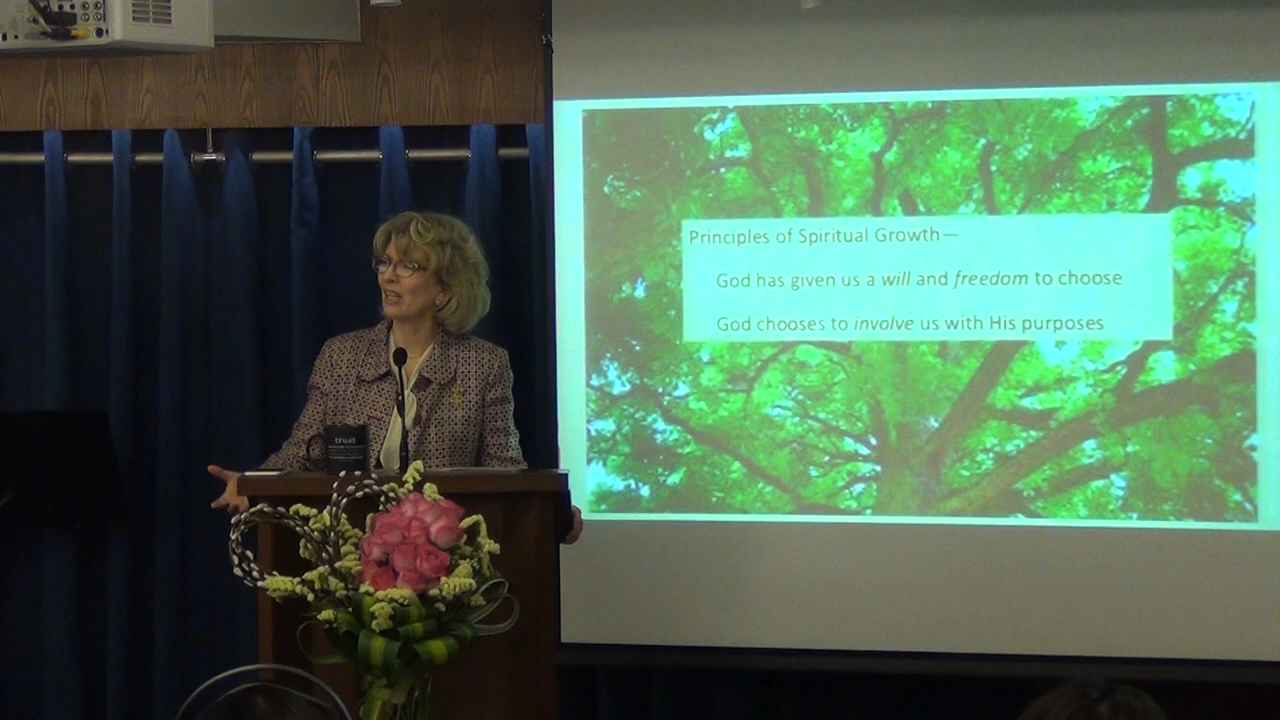 Principles of Spiritual Growth—
God has given us a will and freedom to choose
God chooses to involve us with His purposes
trust